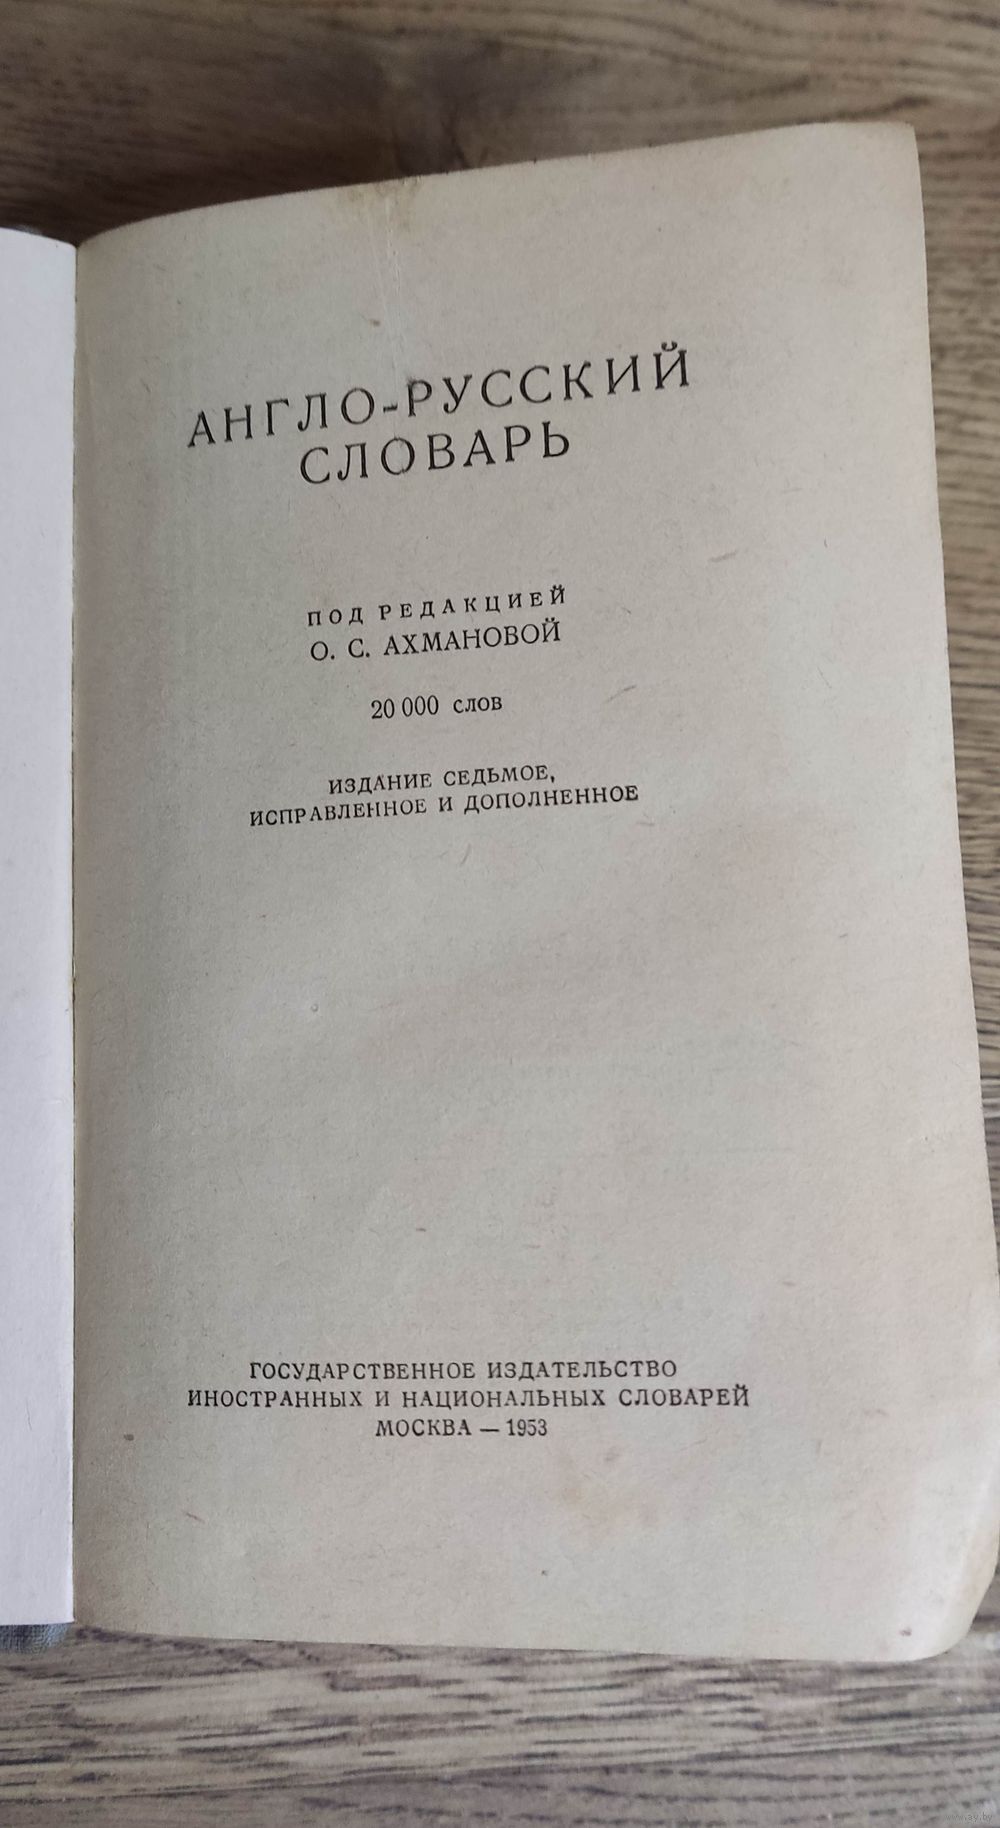 АНГЛО-РУССКИЙ
СЛОВАРЬ
ПОД РЕДАКЦИЕЙ
О. С. АХМАНОВОЙ
20 000 слов
ИЗДАНИЕ СЕДЬМОЕ,
ИСПРАВЛЕННОЕ И ДОПОЛНЕННОЕ
ГОСУДАРСТВЕННОЕ ИЗДАТЕЛЬСТВО
ИНОСТРАННЫХ И НАЦИОНАЛЬНЫХ СЛОВАРЕЙ
МОСКВА — 1953